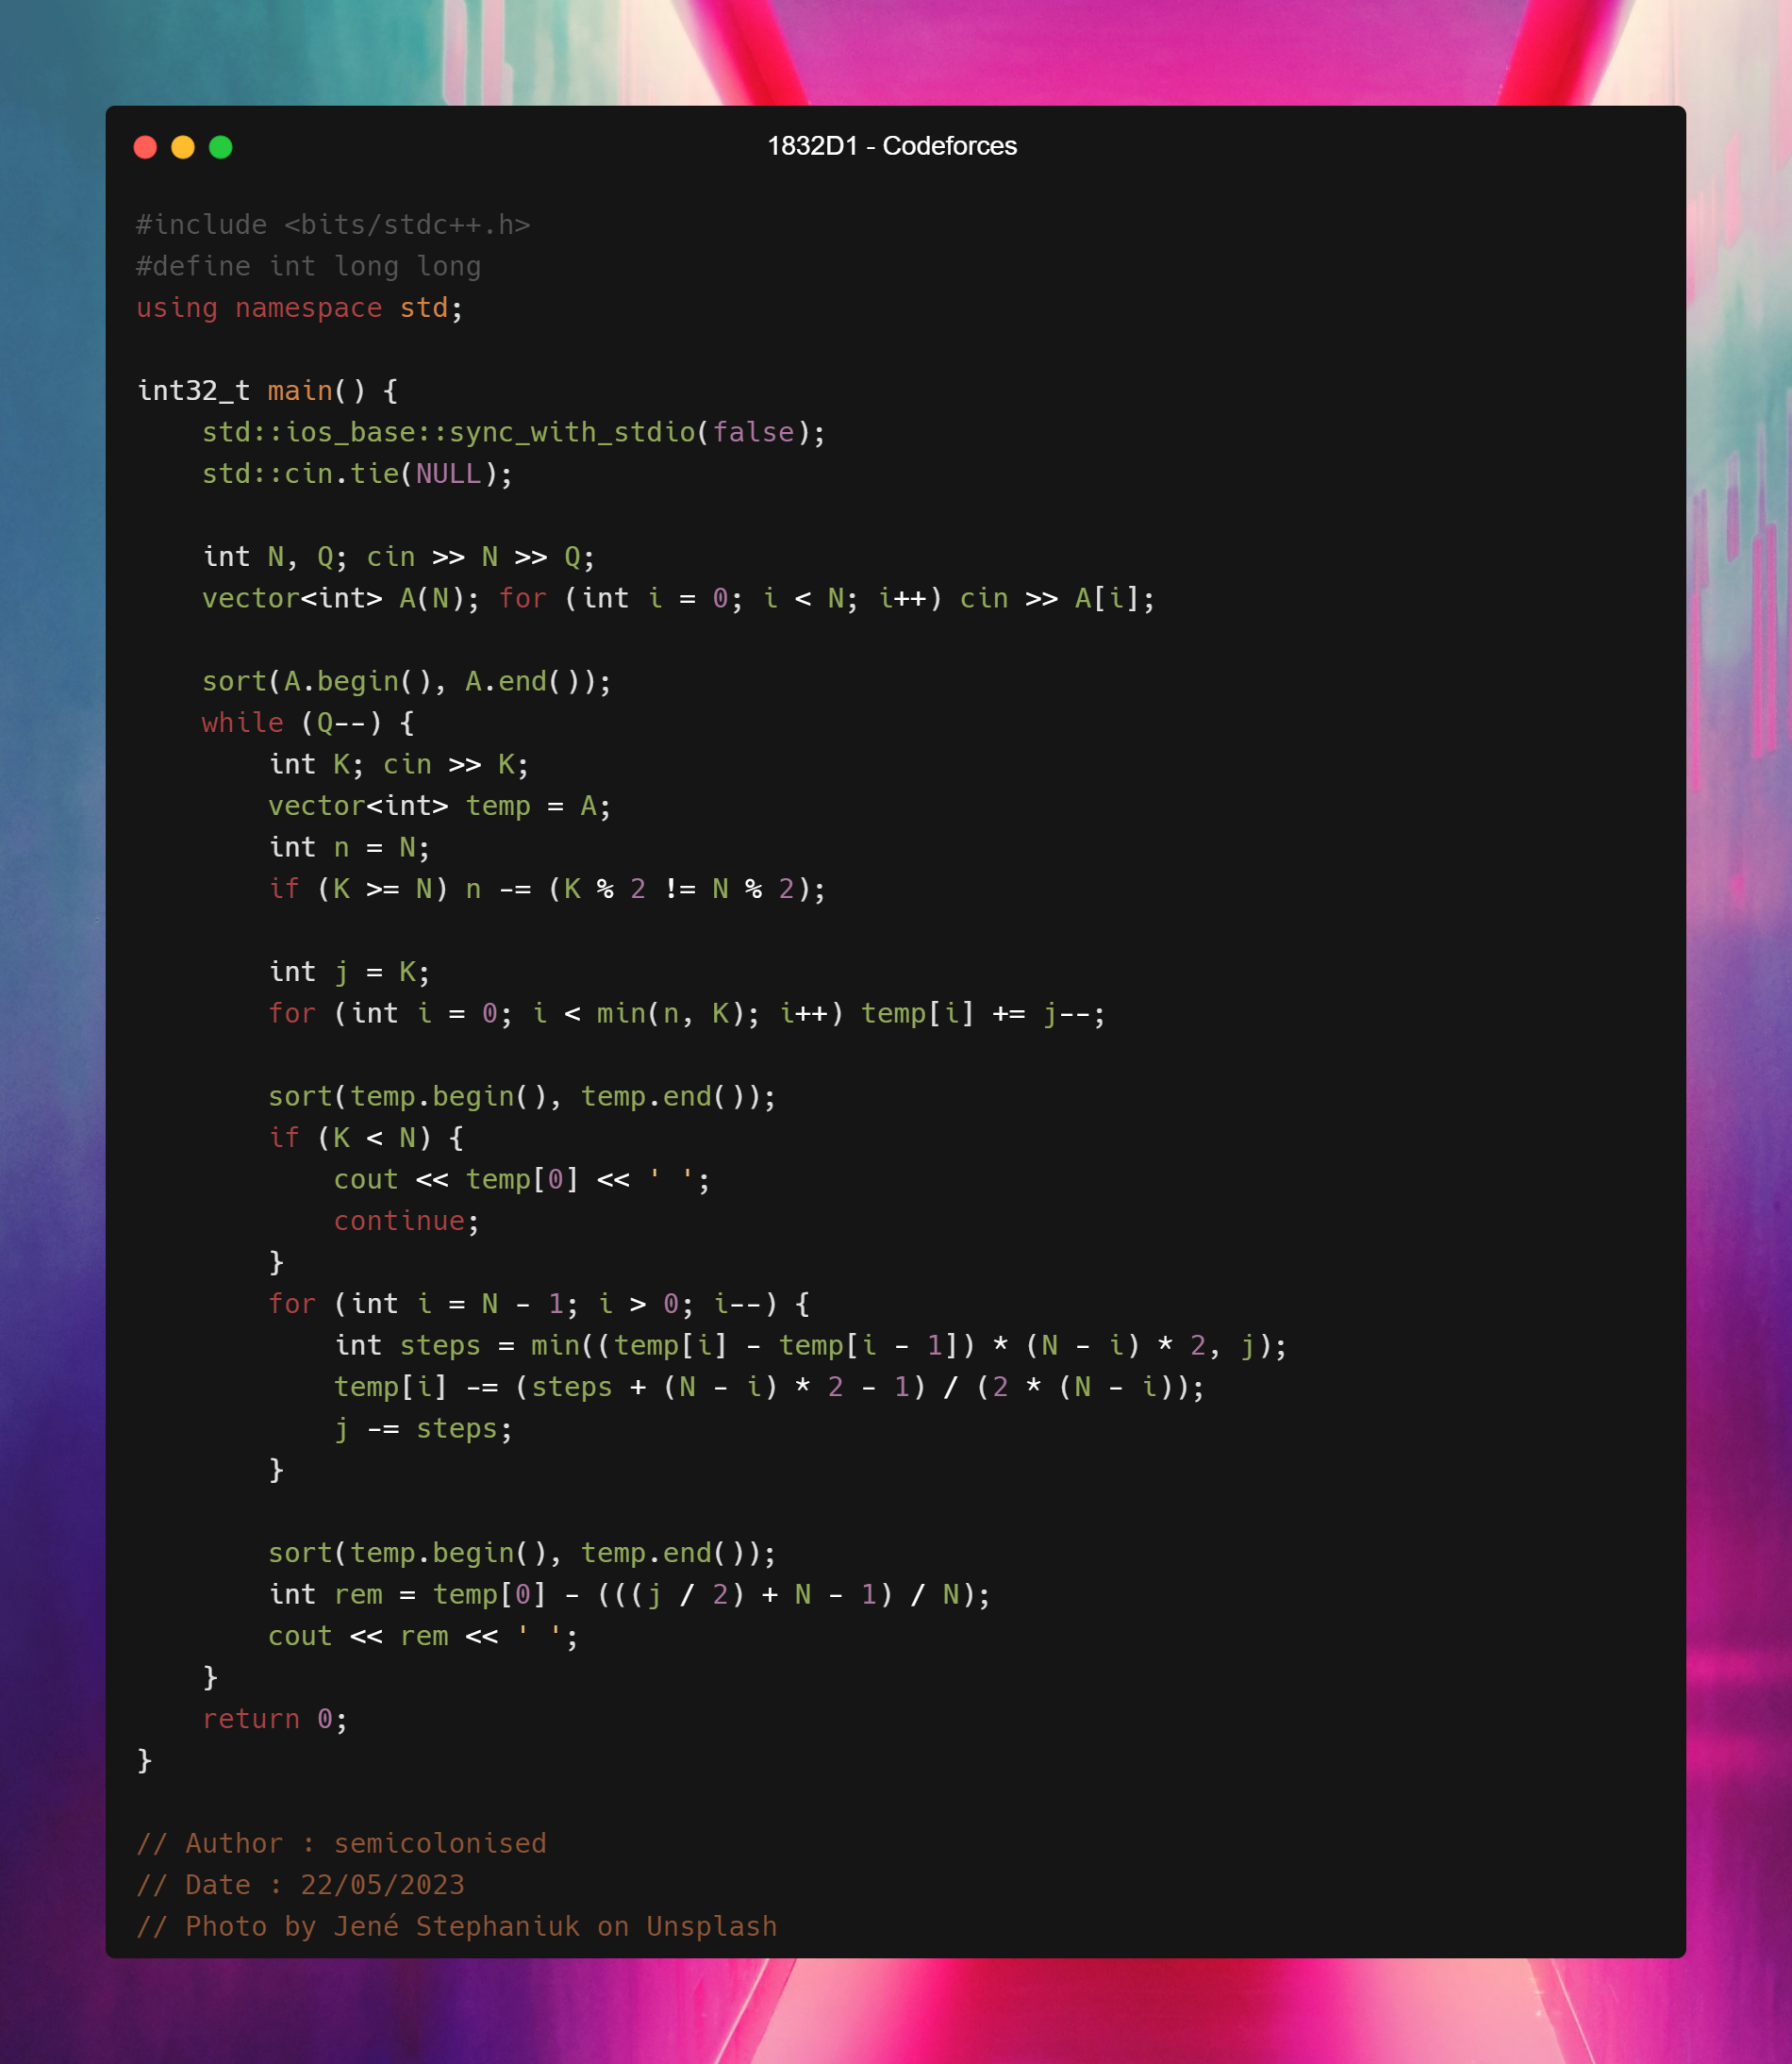 1832D1 - Codeforces
#include <bits/stdc++.h>
#define int long long
using namespace std;
int32_t main() {
    std::ios_base::sync_with_stdio(false);
    std::cin.tie(NULL);
    int N, Q; cin >> N >> Q;
    vector<int> A(N); for (int i = 0; i < N; i++) cin >> A[i];
    sort(A.begin(), A.end());
    while (Q--) {
        int K; cin >> K;
        vector<int> temp = A;
        int n = N;
        if (K >= N) n -= (K % 2 != N % 2);
        int j = K;
        for (int i = 0; i < min(n, K); i++) temp[i] += j--;
        sort(temp.begin(), temp.end());
        if (K < N) {
            cout << temp[0] << ' ';
            continue;
        }
        for (int i = N - 1; i > 0; i--) {
            int steps = min((temp[i] - temp[i - 1]) * (N - i) * 2, j);
            temp[i] -= (steps + (N - i) * 2 - 1) / (2 * (N - i));
            j -= steps;
        }
        sort(temp.begin(), temp.end());
        int rem = temp[0] - (((j / 2) + N - 1) / N);
        cout << rem << ' ';
    }
    return 0;
}
// Author : semicolonised
// Date : 22/05/2023
// Photo by Jené Stephaniuk on Unsplash